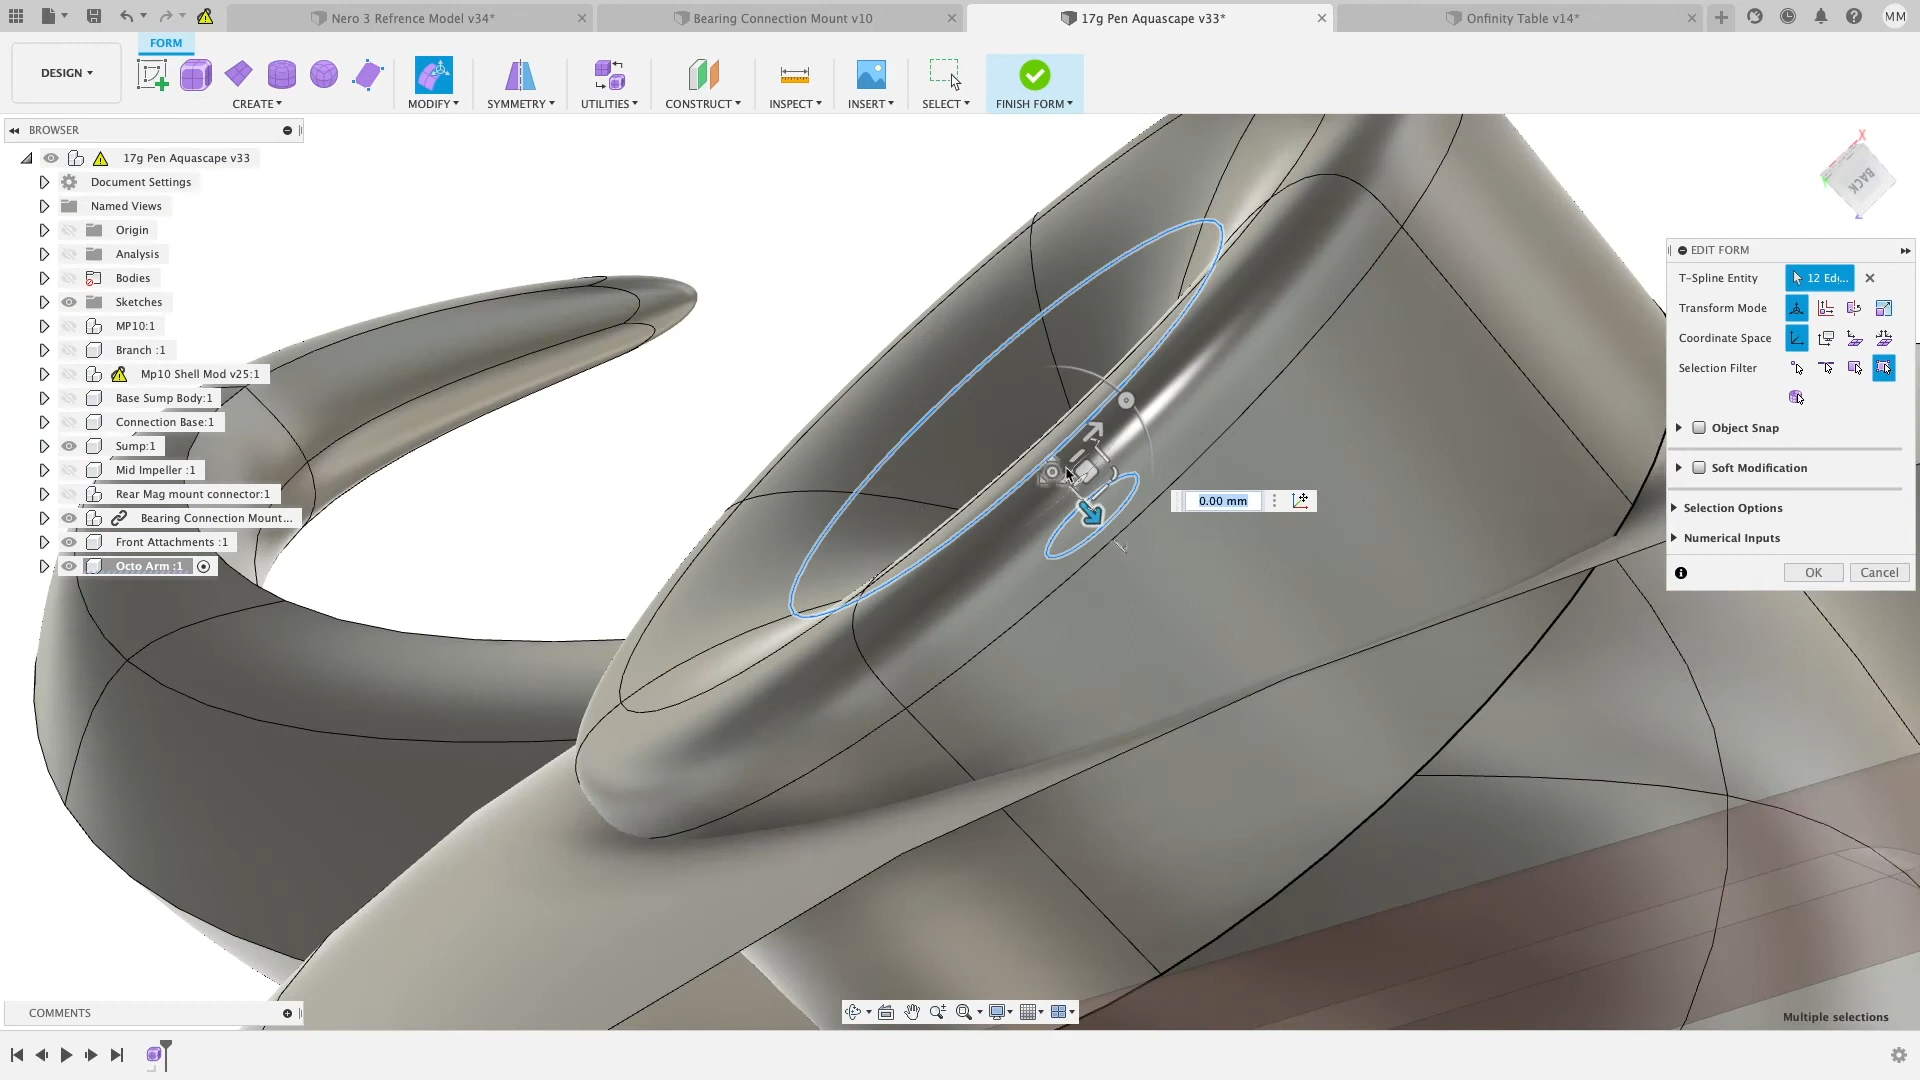 Nero 3 Refrence Model v34*
Bearing Connection Mount v10
17g Pen Aquascape v33*
Onfinity Table v14*
MM
FORM
DESIGN
CREATE
MODIFY
SYMMETRY
UTILITIES
CONSTRUCT
INSPECT
INSERT
SELECT
FINISH FORM
BROWSER
17g Pen Aquascape v33
Document Settings
Named Views
Origin
Analysis
Bodies
Sketches
MP10:1
Branch :1
Mp10 Shell Mod v25:1
Base Sump Body:1
Connection Base:1
Sump:1
Mid Impeller :1
Rear Mag mount connector:1
Bearing Connection Mount...
Front Attachments :1
Octo Arm :1
X
BACK
EDIT FORM
T-Spline Entity
12 Ed...
Transform Mode
Coordinate Space
Selection Filter
Object Snap
Soft Modification
Selection Options
Numerical Inputs
OK
Cancel
0.00 mm
COMMENTS
Multiple selections